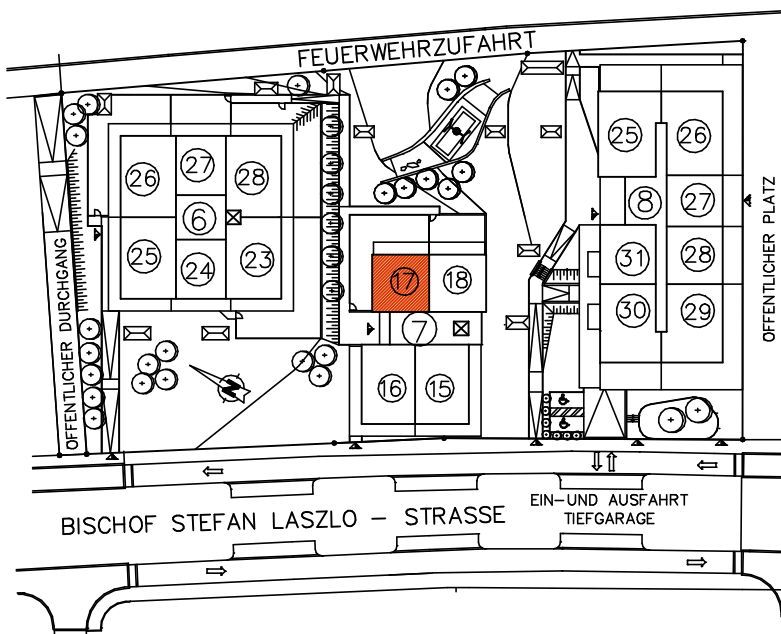 FEUERWEHRZUFAHRT
25
26
27
26
28
8
27
6
ÖFFENTLICHER PLATZ
ÖFFENTLICHER DURCHGANG
25
24
23
31
28
17
18
30
29
7
16
15
N
BISCHOF STEFAN LASZLO – STRASSE
EIN–UND AUSFAHRT
TIEFGARAGE